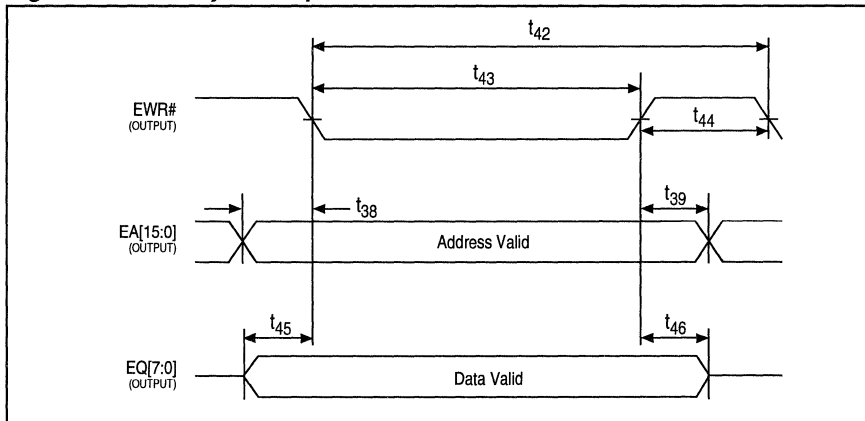 t42
t43
EWR#
(OUTPUT)
t44
t38
t39
EA[15:0]
(OUTPUT)
Address Valid
t45
t46
EQ[7:0]
(OUTPUT)
Data Valid